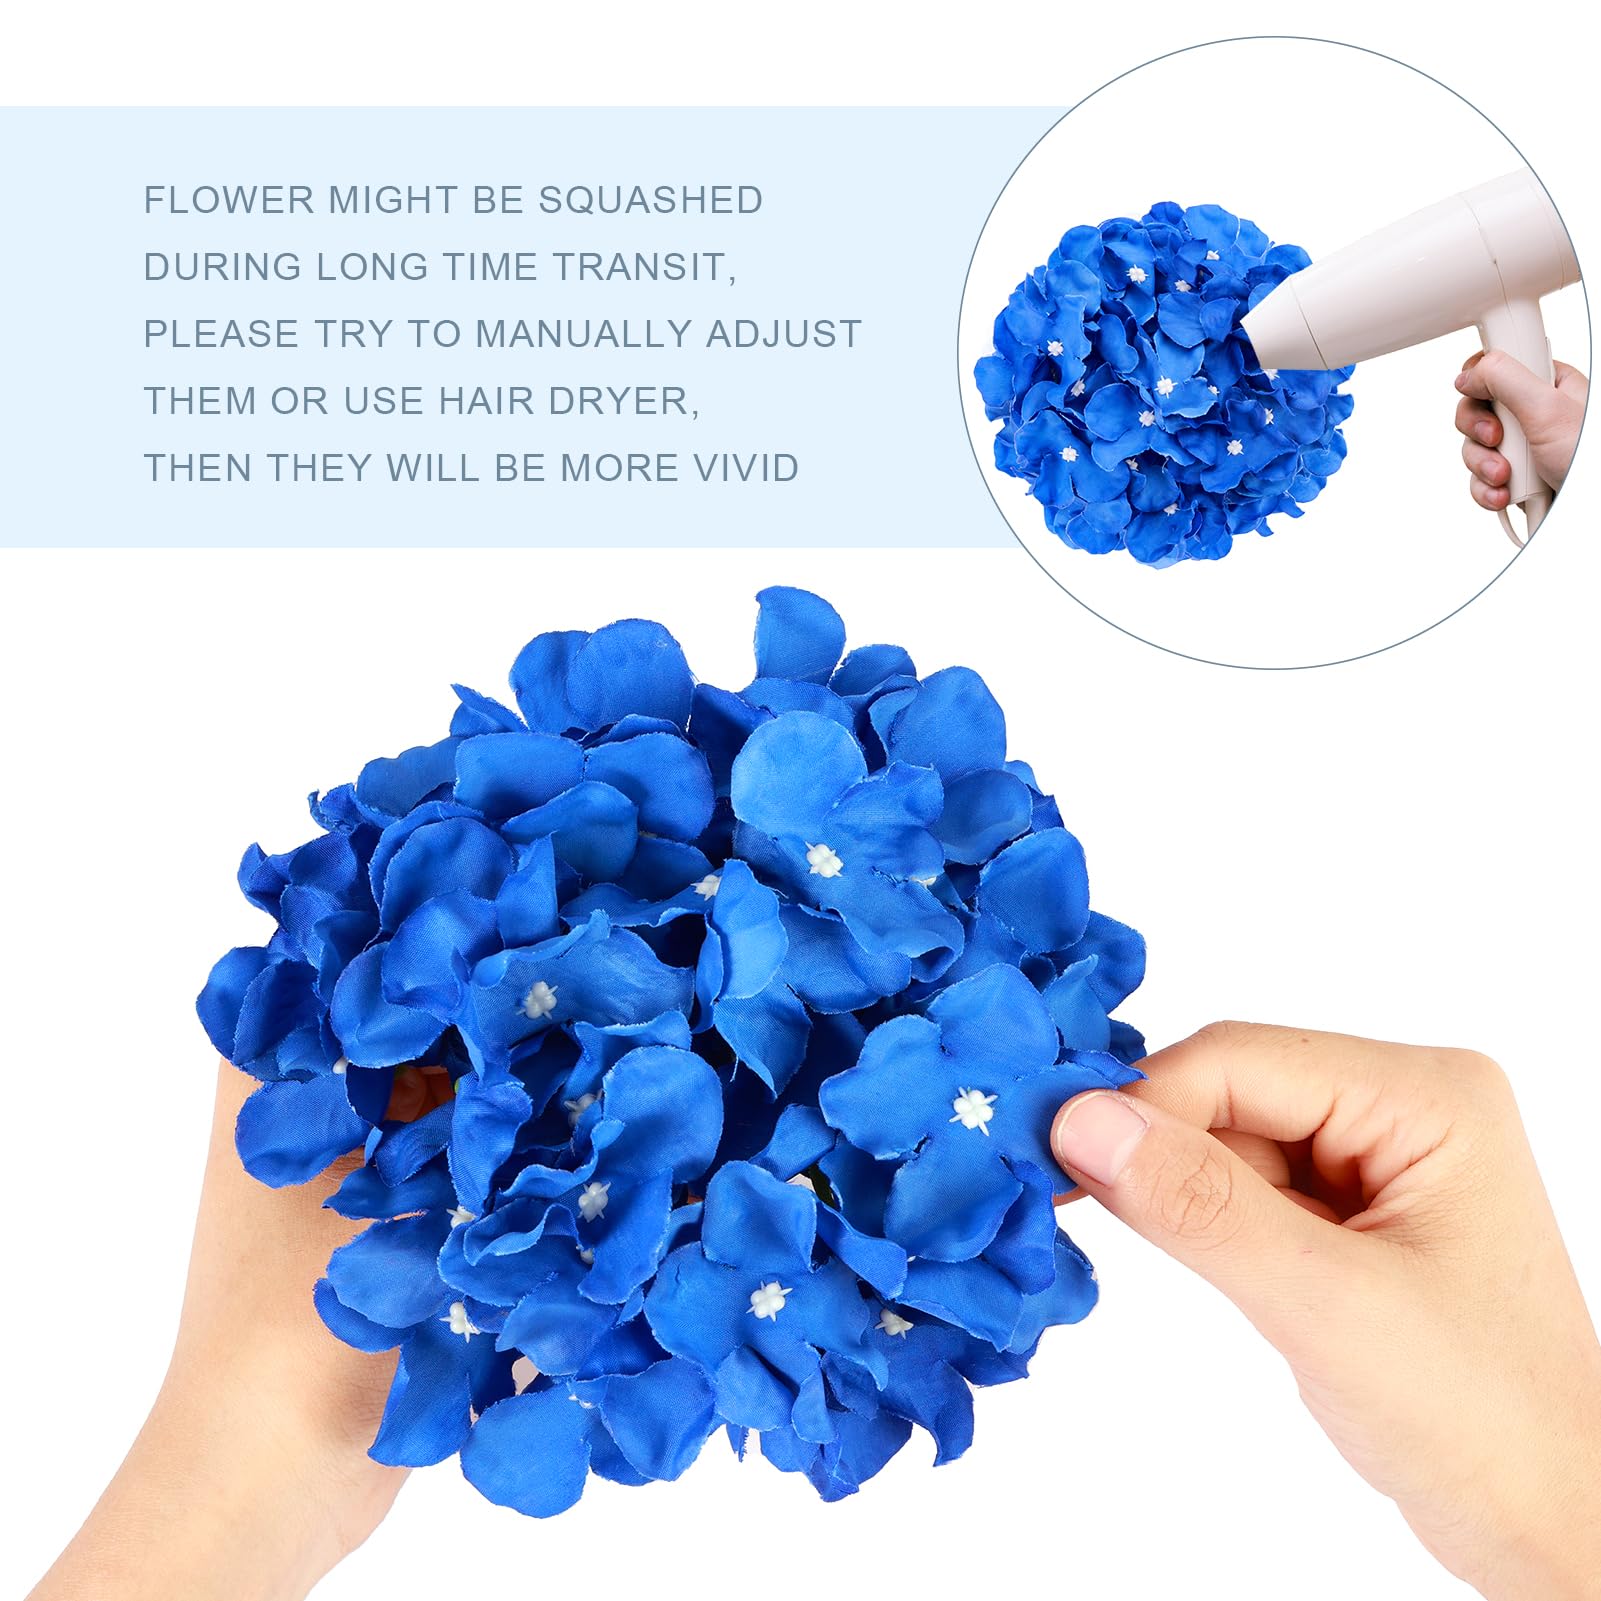 FLOWER MIGHT BE SQUASHED
DURING LONG TIME TRANSIT,
PLEASE TRY TO MANUALLY ADJUST
THEM OR USE HAIR DRYER,
THEN THEY WILL BE MORE VIVID